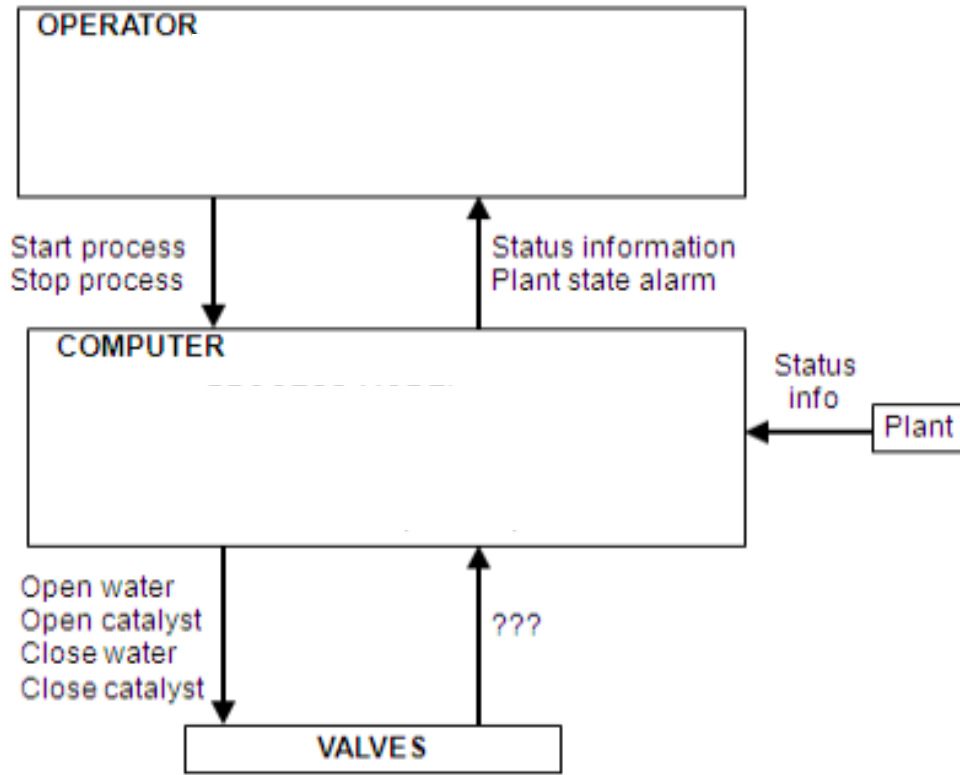 OPERATOR
Start process
Stop process
Status information
Plant state alarm
COMPUTER
Status
info
Plant
Open water
Open catalyst
Close water
Close catalyst
???
VALVES